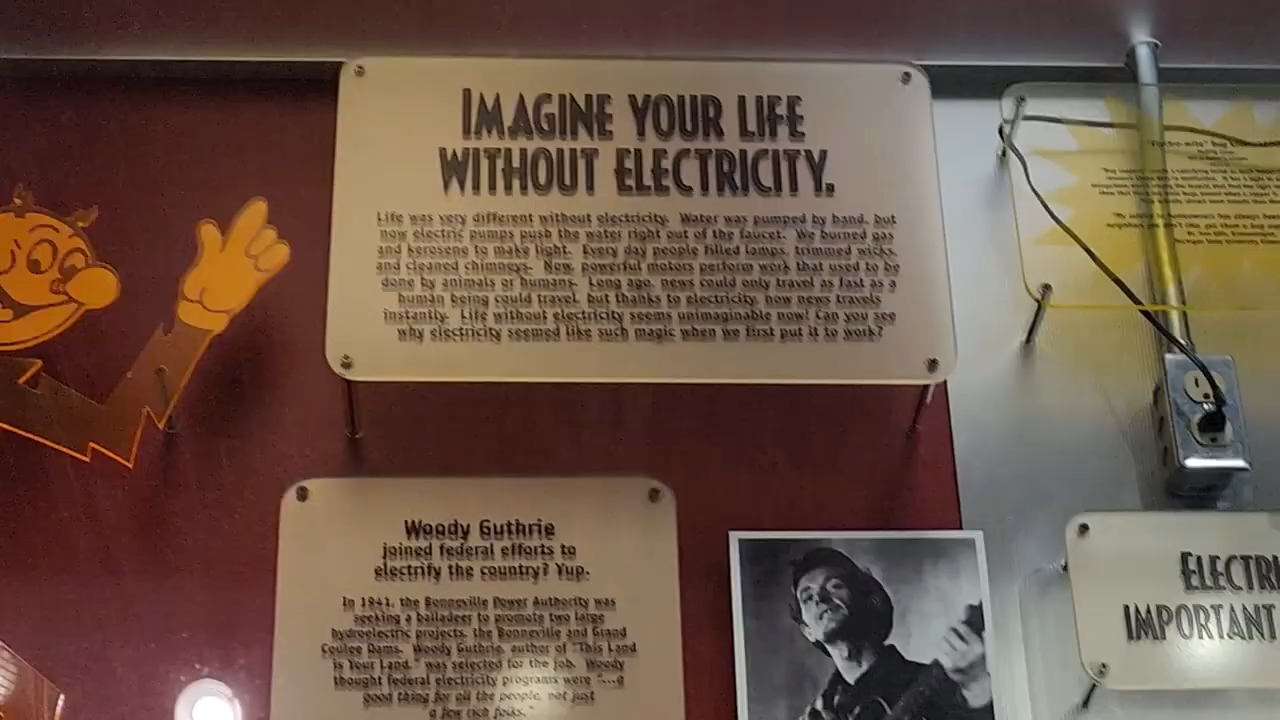 IMAGINE YOUR LIFE
WITHOUT ELECTRICITY.
Life was very different without electricity. Water was pumped by hand, but
now electric pumps push the water right out of the faucet. We burned gas
and kerosene to make light. Every day people filled lamps, trimmed wicks,
and cleaned chimneys. Now, powerful motors perform work that used to be
done by animals or humans. Long ago, news could only travel as fast as a
human being could travel, but thanks to electricity, now news travels
instantly. Life without electricity seems unimaginable now! Can you see
why electricity seemed like such magic when we first put it to work?
Woody Guthrie
joined federal efforts to
electrify the country? Yup.
In 1941, the Bonneville Power Authority was
seeking a balladeer to promote two large
hydroelectric projects, the Bonneville and Grand
Coulee Dams. Woody Guthrie, author of "This Land
is Your Land," was selected for the job. Woody
thought federal electricity programs were "...a
good thing for all the people, not just
a few rich folks."
ELECTRI
IMPORTANT